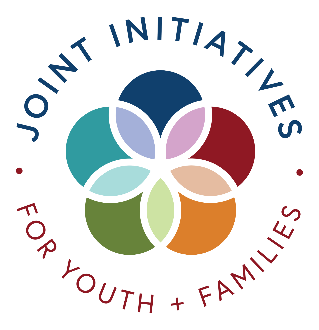 JOINT INITIATIVES
FOR YOUTH + FAMILIES